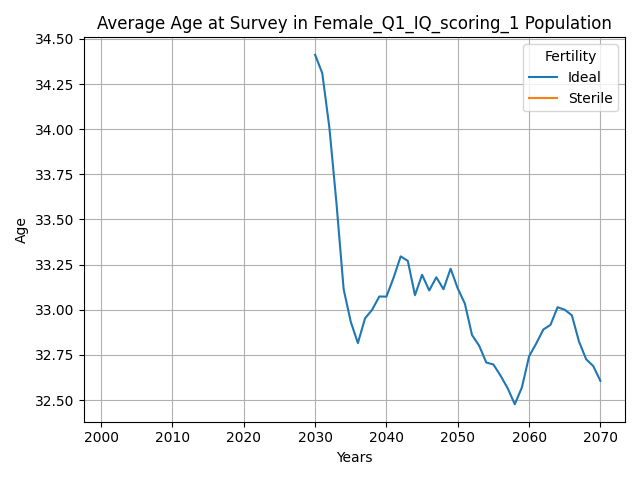 Average Age at Survey in Female_Q1_IQ_scoring_1 Population
34.50
34.25
34.00
33.75
33.50
33.25
33.00
32.75
32.50
Age
Fertility
Ideal
Sterile
2000 2010 2020 2030 2040 2050 2060 2070
Years